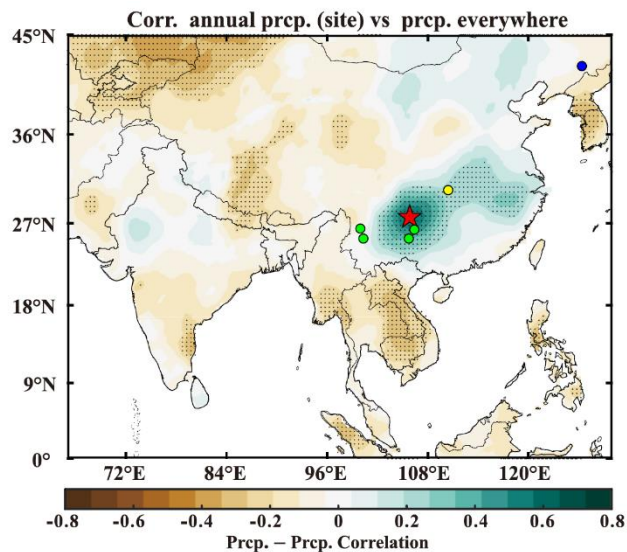 Corr. annual prcp. (site) vs prcp. everywhere
45°N
36°N
27°N
18°N
9°N
0°
72°E 84°E 96°E 108°E 120°E
-0.8 -0.6 -0.4 -0.2 0 0.2 0.4 0.6 0.8
Prcp. – Prcp. Correlation